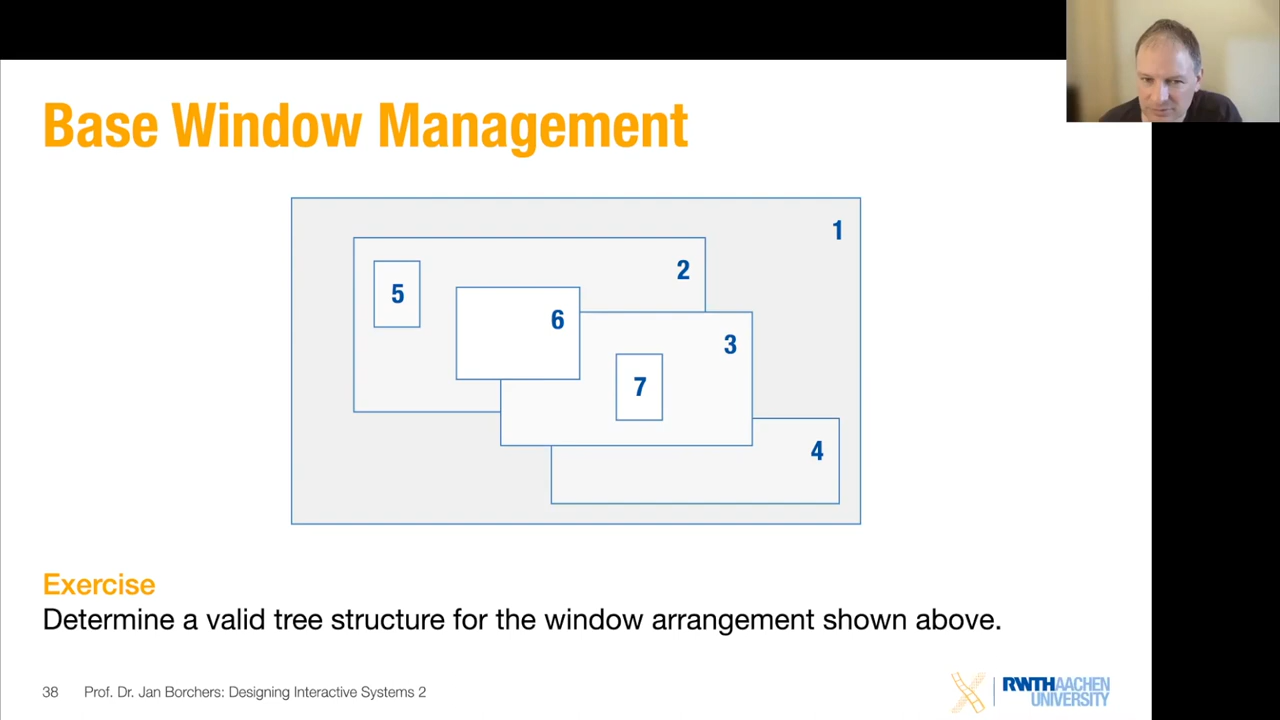 Base Window Management
1
2
5
6
3
7
4
Exercise
Determine a valid tree structure for the window arrangement shown above.
38 Prof. Dr. Jan Borchers: Designing Interactive Systems 2
RWTHAACHEN
UNIVERSITY